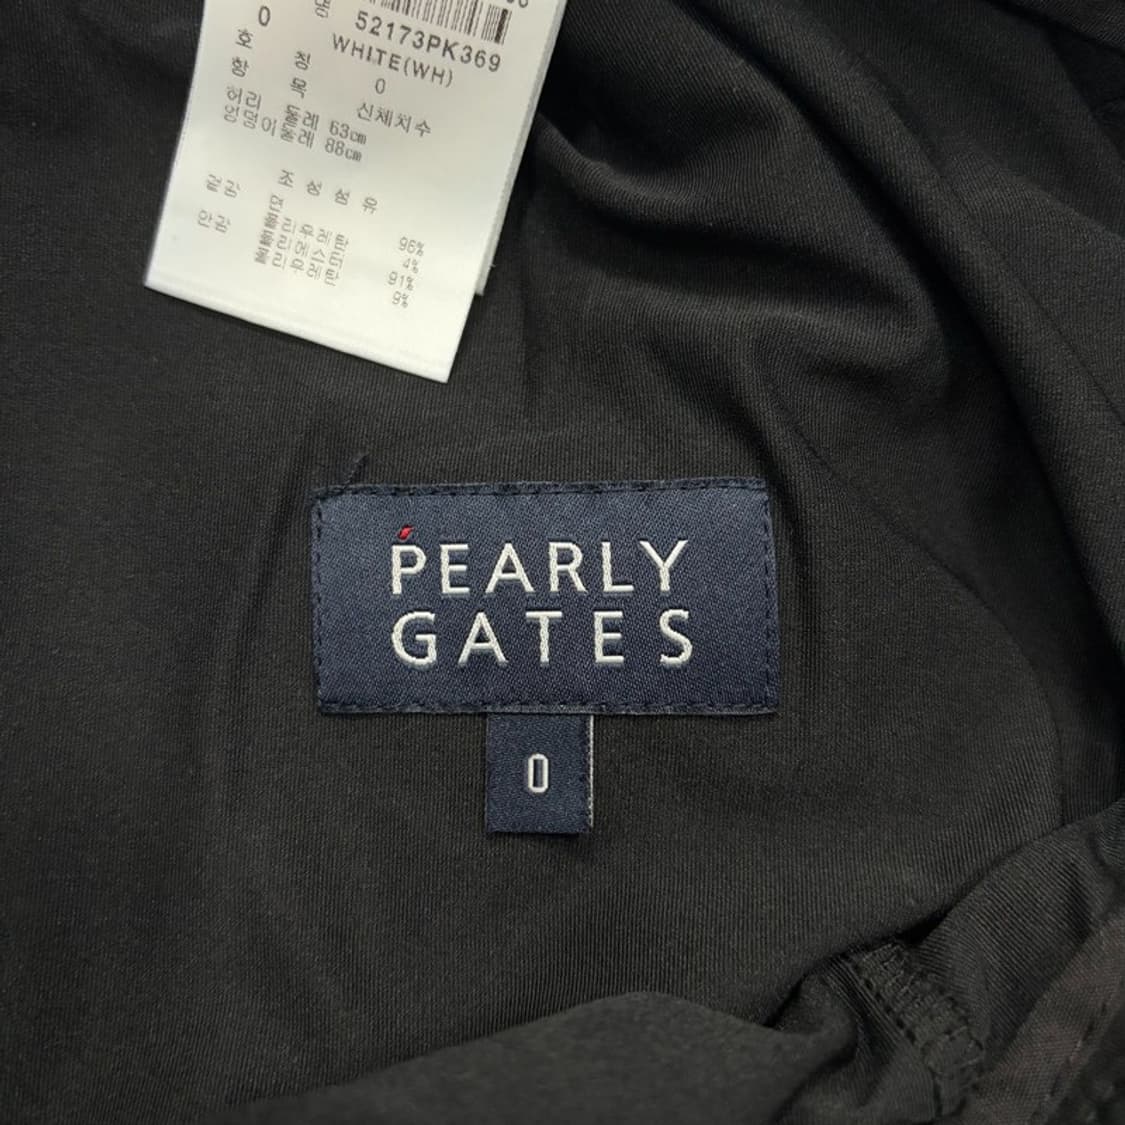 52173PK369
0
WHITE(WH)
호 칭 0
항 목 신체치수
허리 둘레 63cm
엉덩이둘레 88cm
조 성 섬 유
겉감 96%
폴리우레탄 4%
안감 폴리에스터 91%
폴리우레탄 9%
PEARLY
GATES
0